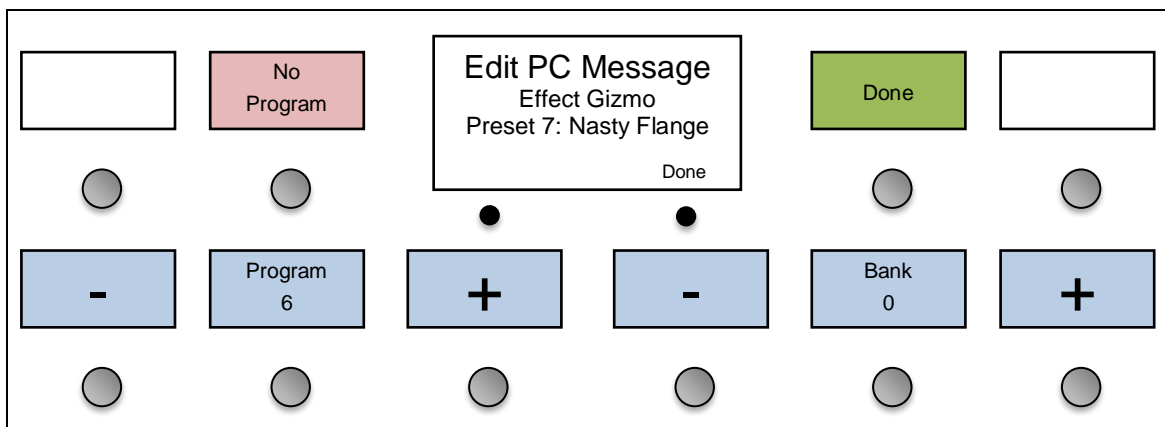 No
Program
Edit PC Message
Effect Gizmo
Preset 7: Nasty Flange
Done
Done
-
Program
6
+
-
Bank
0
+